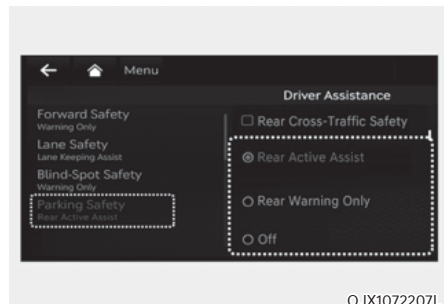 Menu
Driver Assistance
Forward Safety
Warning Only
Lane Safety
Lane Keeping Assist
Blind-Spot Safety
Warning Only
Parking Safety
Rear Active Assist
Rear Cross-Traffic Safety
Rear Active Assist
Rear Warning Only
Off
OJX1072207L